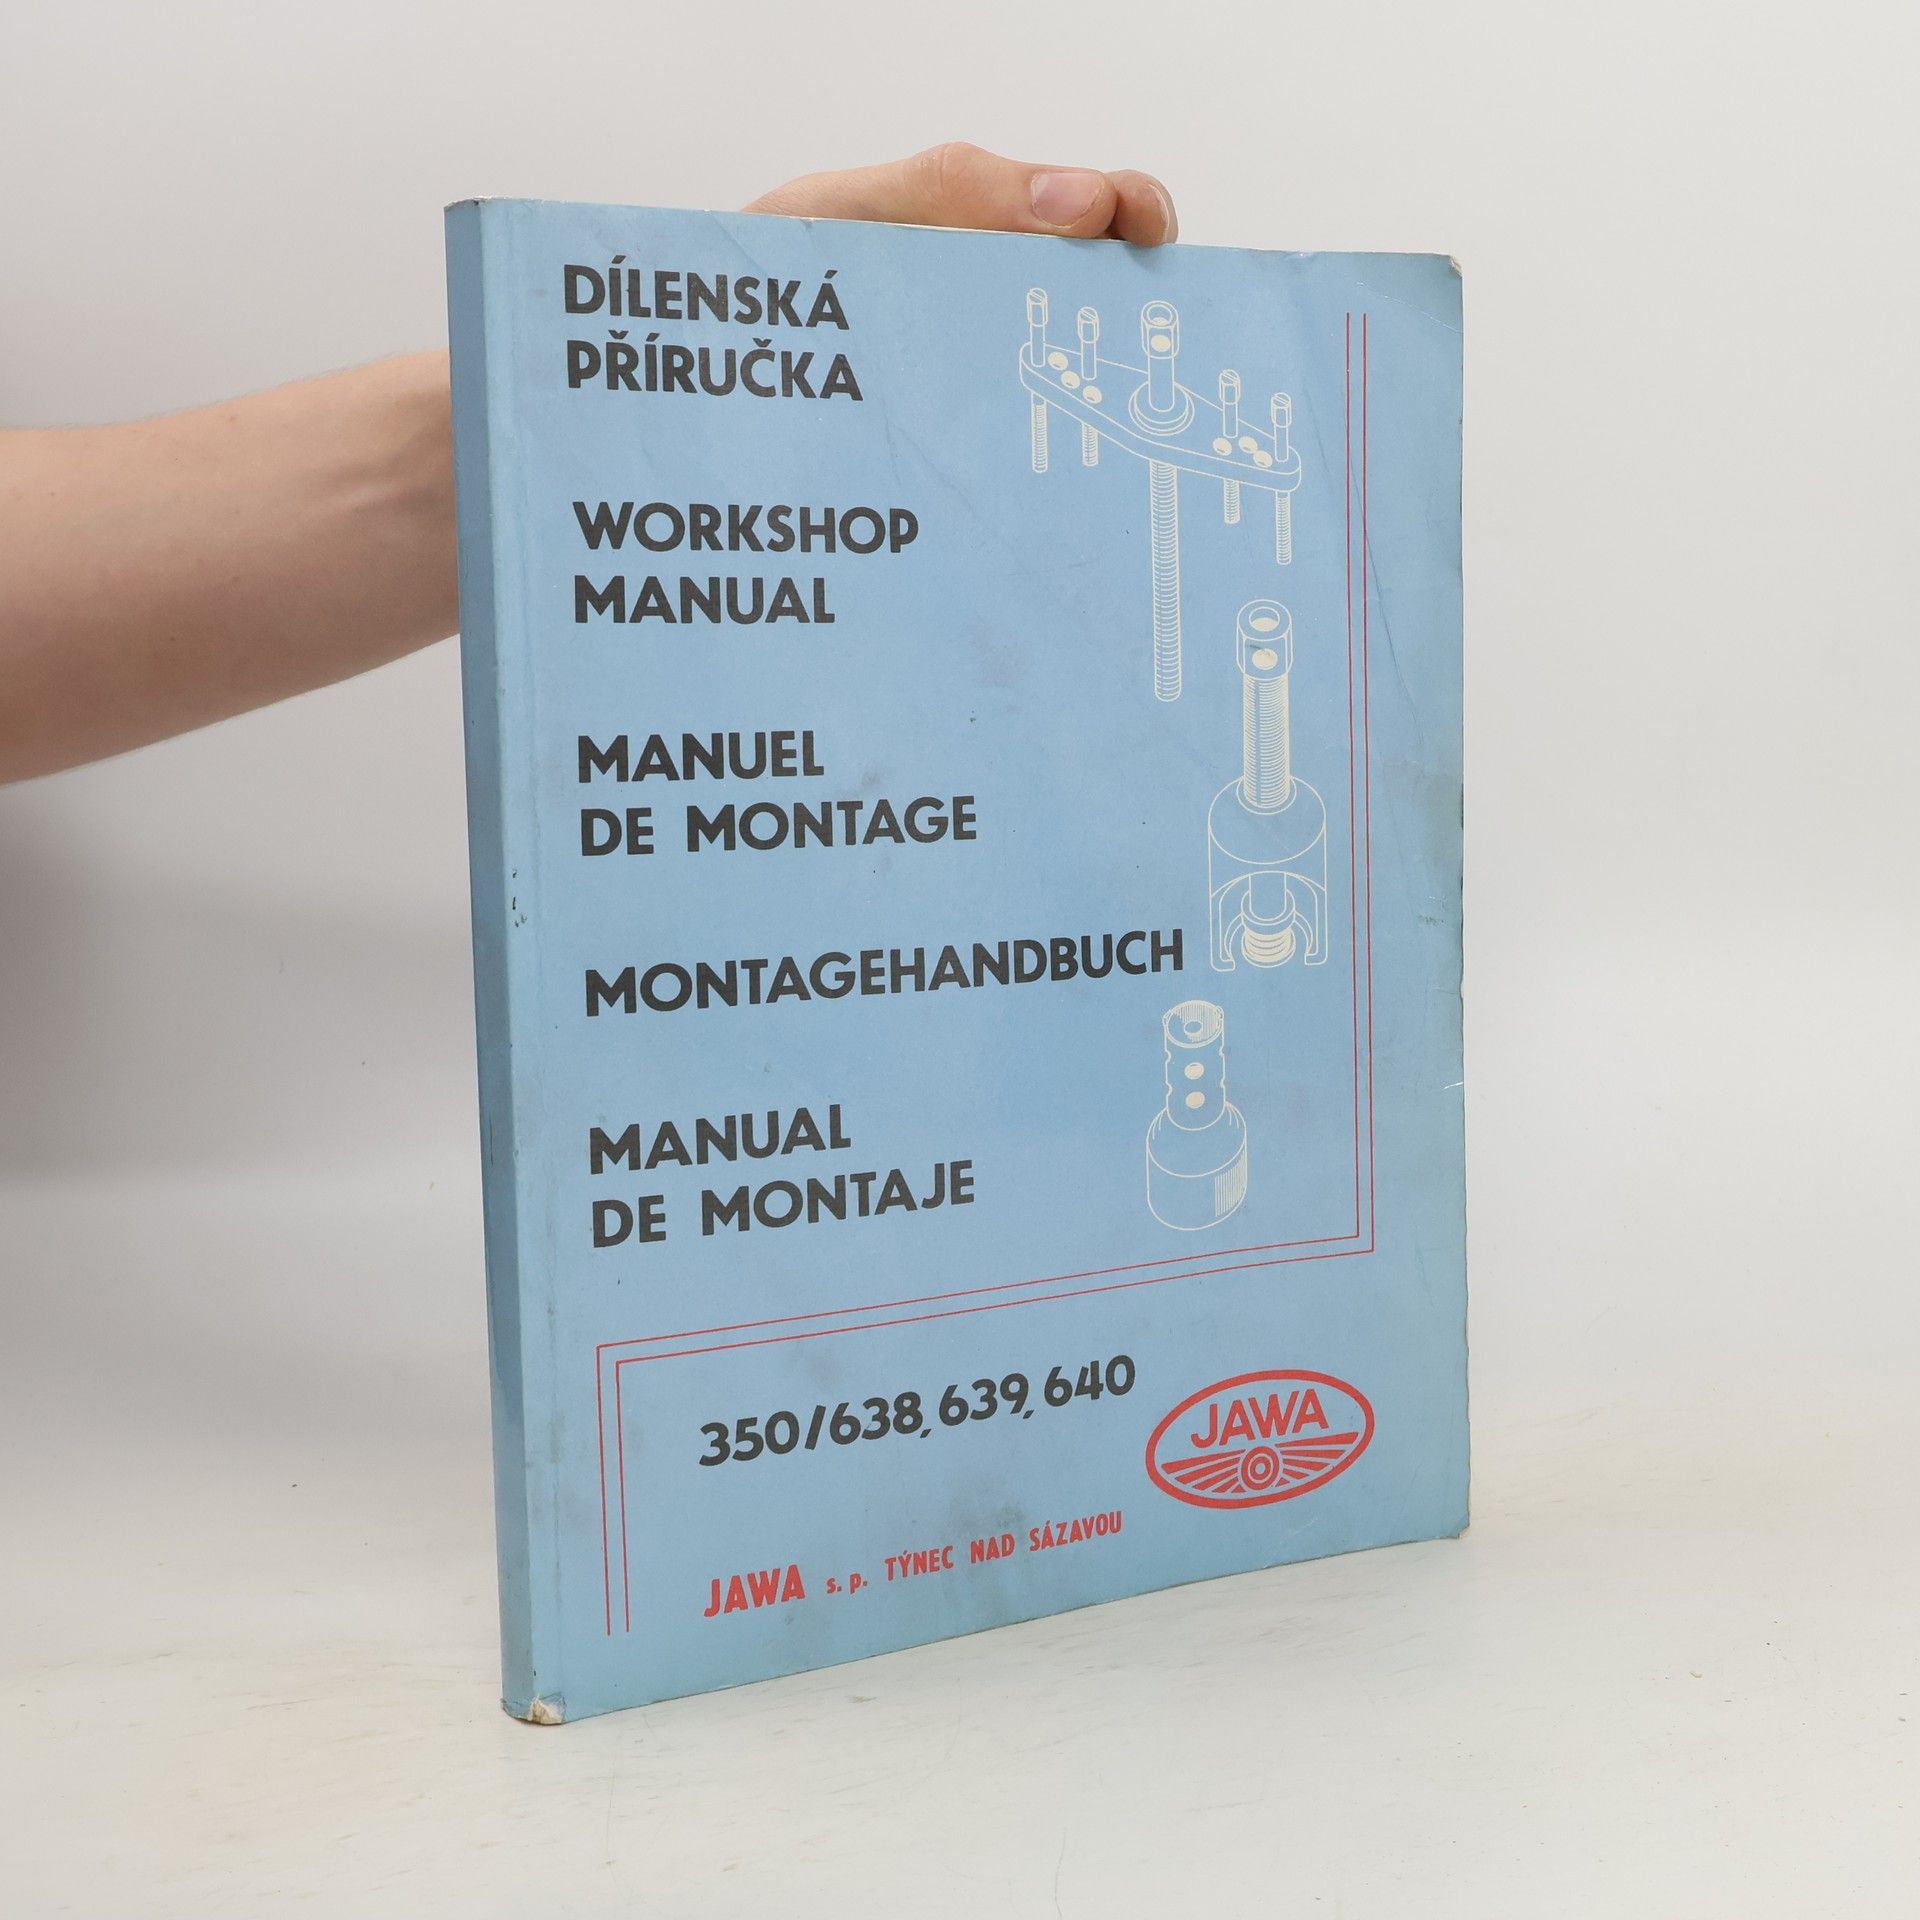 DÍLENSKÁ
PŘÍRUČKA
WORKSHOP
MANUAL
MANUEL
DE MONTAGE
MONTAGEHANDBUCH
MANUAL
DE MONTAJE
350/638, 639, 640
JAWA
JAWA s. p. TÝNEC NAD SÁZAVOU